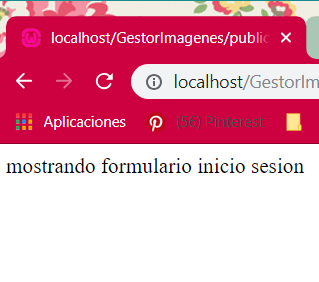 localhost/GestorImagenes/public
localhost/GestorIm
Aplicaciones (58) Pinterest
mostrando formulario inicio sesion